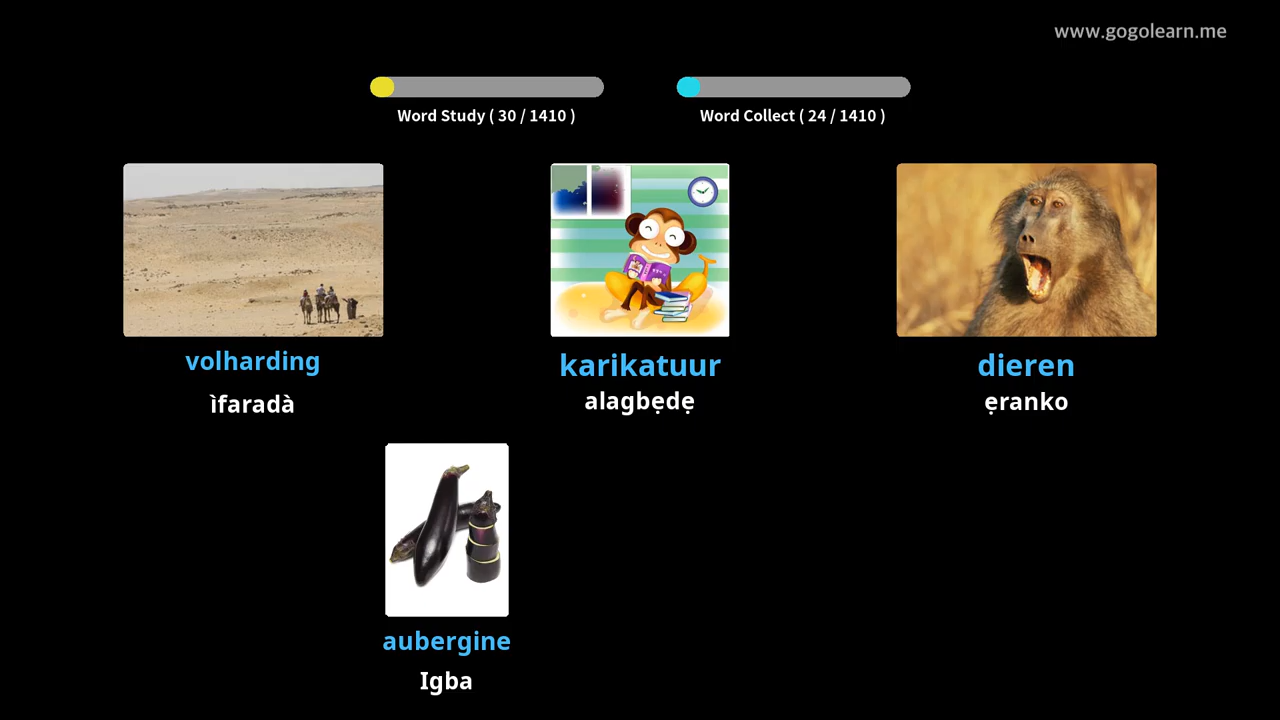 www.gogolearn.me
Word Study ( 30 / 1410 )
Word Collect ( 24 / 1410 )
volharding
ìfaradà
karikatuur
alagbẹdẹ
dieren
ẹranko
aubergine
Igba